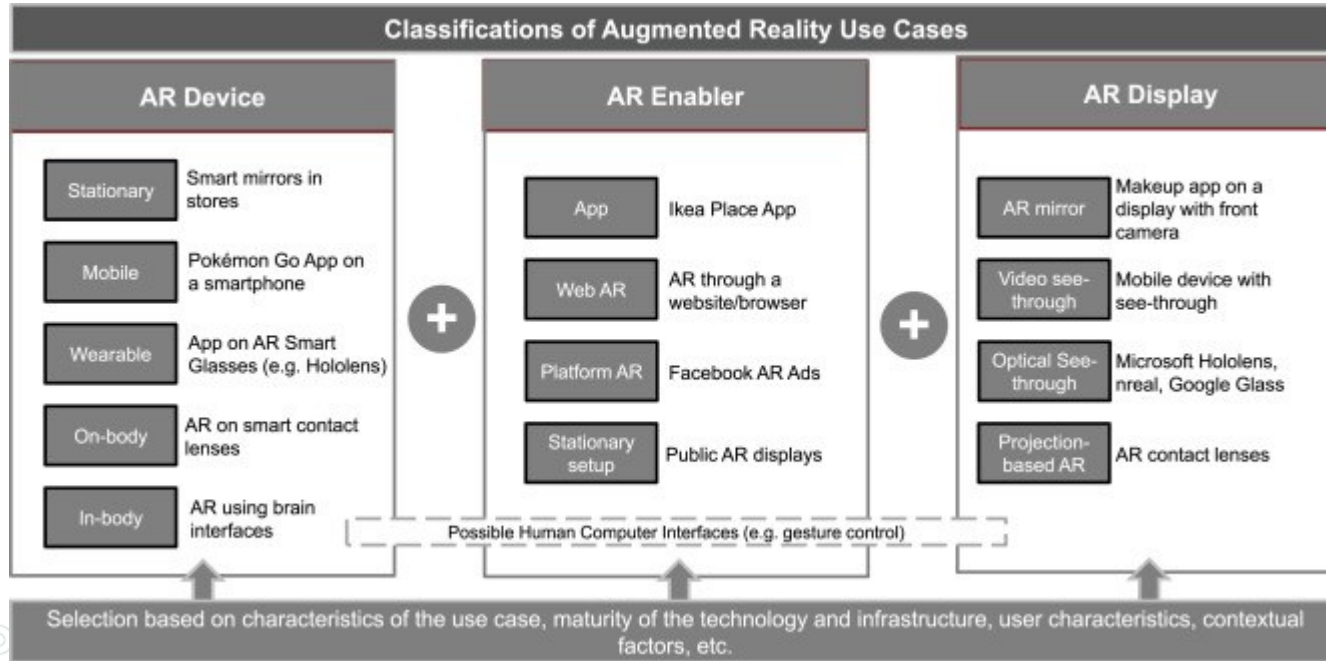 Classifications of Augmented Reality Use Cases
AR Device
Stationary
Smart mirrors in
stores
Mobile
Pokémon Go App on
a smartphone
Wearable
App on AR Smart
Glasses (e.g. Hololens)
On-body
AR on smart contact
lenses
In-body
AR using brain
interfaces
AR Enabler
App
Ikea Place App
Web AR
AR through a
website/browser
Platform AR
Facebook AR Ads
Stationary
setup
Public AR displays
AR Display
AR mirror
Makeup app on a
display with front
camera
Video see-
through
Mobile device with
see-through
Optical See-
through
Microsoft Hololens,
nreal, Google Glass
Projection-
based AR
AR contact lenses
Possible Human Computer Interfaces (e.g. gesture control)
Selection based on characteristics of the use case, maturity of the technology and infrastructure, user characteristics, contextual
factors, etc.